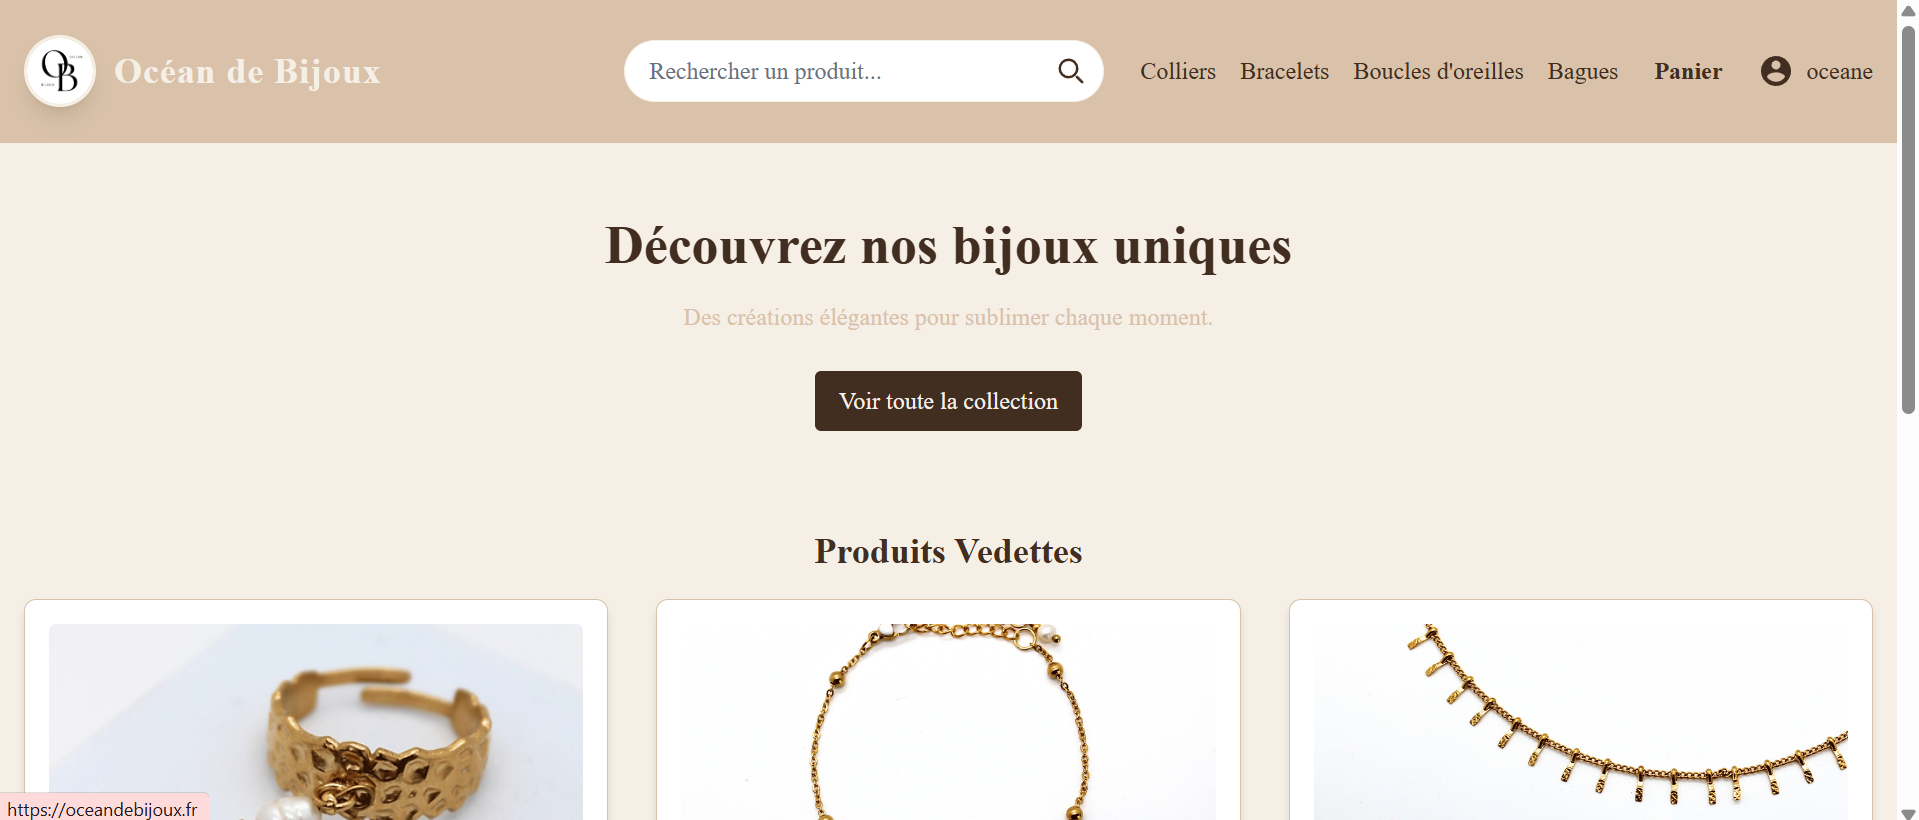 OB
Océan de Bijoux
Rechercher un produit...
Colliers Bracelets Boucles d'oreilles Bagues Panier oceane
Découvrez nos bijoux uniques
Des créations élégantes pour sublimer chaque moment.
Voir toute la collection
Produits Vedettes
https://oceandebijoux.fr